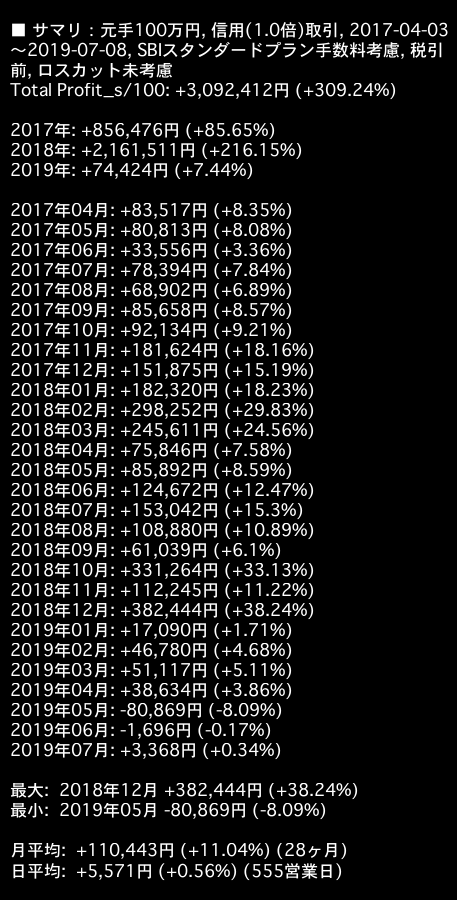 ■ サマリ：元手100万円, 信用(1.0倍)取引, 2017-04-03
〜2019-07-08, SBIスタンダードプラン手数料考慮, 税引
前, ロスカット未考慮
Total Profit_s/100: +3,092,412円 (+309.24%)
2017年: +856,476円 (+85.65%)
2018年: +2,161,511円 (+216.15%)
2019年: +74,424円 (+7.44%)
2017年04月: +83,517円 (+8.35%)
2017年05月: +80,813円 (+8.08%)
2017年06月: +33,556円 (+3.36%)
2017年07月: +78,394円 (+7.84%)
2017年08月: +68,902円 (+6.89%)
2017年09月: +85,658円 (+8.57%)
2017年10月: +92,134円 (+9.21%)
2017年11月: +181,624円 (+18.16%)
2017年12月: +151,875円 (+15.19%)
2018年01月: +182,320円 (+18.23%)
2018年02月: +298,252円 (+29.83%)
2018年03月: +245,611円 (+24.56%)
2018年04月: +75,846円 (+7.58%)
2018年05月: +85,892円 (+8.59%)
2018年06月: +124,672円 (+12.47%)
2018年07月: +153,042円 (+15.3%)
2018年08月: +108,880円 (+10.89%)
2018年09月: +61,039円 (+6.1%)
2018年10月: +331,264円 (+33.13%)
2018年11月: +112,245円 (+11.22%)
2018年12月: +382,444円 (+38.24%)
2019年01月: +17,090円 (+1.71%)
2019年02月: +46,780円 (+4.68%)
2019年03月: +51,117円 (+5.11%)
2019年04月: +38,634円 (+3.86%)
2019年05月: -80,869円 (-8.09%)
2019年06月: -1,696円 (-0.17%)
2019年07月: +3,368円 (+0.34%)
最大: 2018年12月 +382,444円 (+38.24%)
最小: 2019年05月 -80,869円 (-8.09%)
月平均: +110,443円 (+11.04%) (28ヶ月)
日平均: +5,571円 (+0.56%) (555営業日)